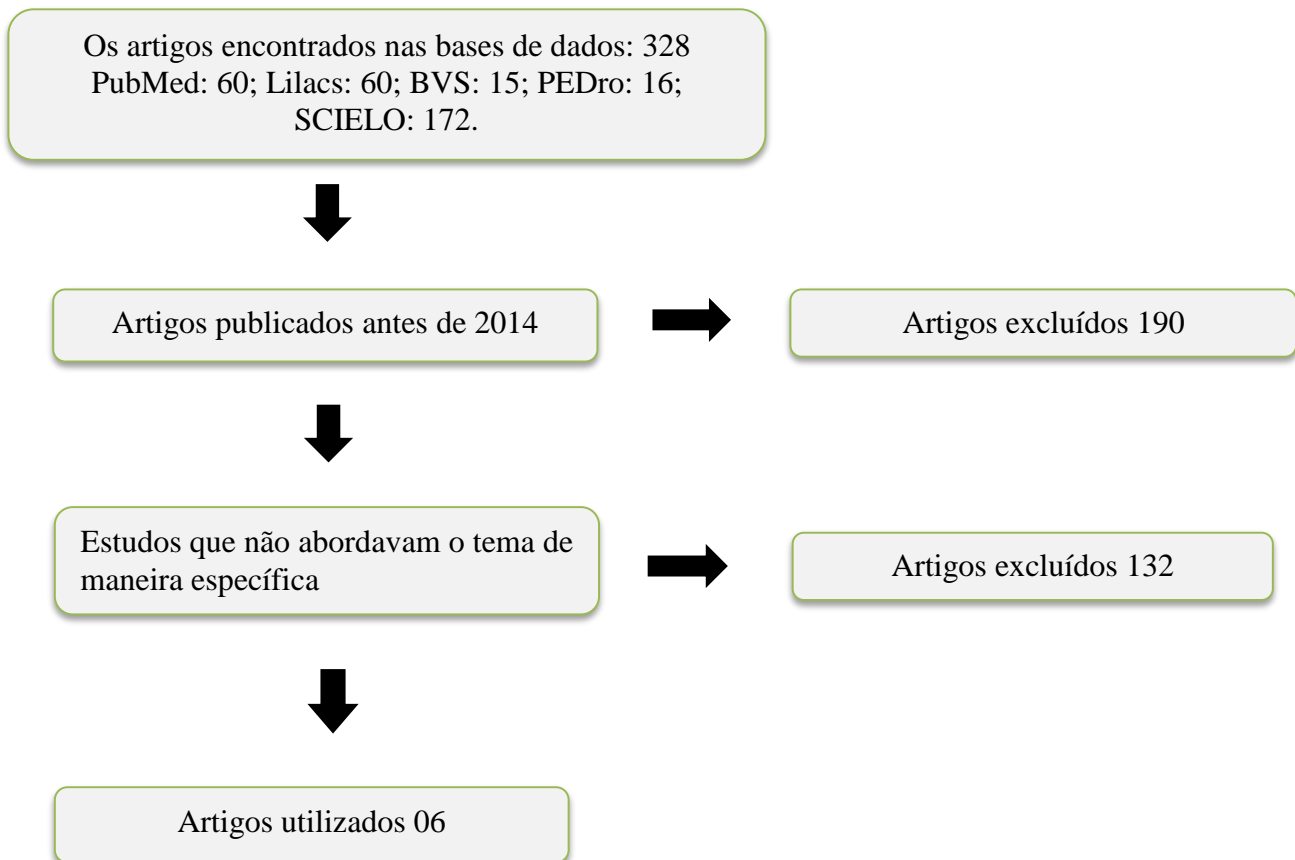 Os artigos encontrados nas bases de dados: 328
PubMed: 60; Lilacs: 60; BVS: 15; PEDro: 16;
SCIELO: 172.
Artigos publicados antes de 2014
Artigos excluídos 190
Estudos que não abordavam o tema de
maneira específica
Artigos excluídos 132
Artigos utilizados 06